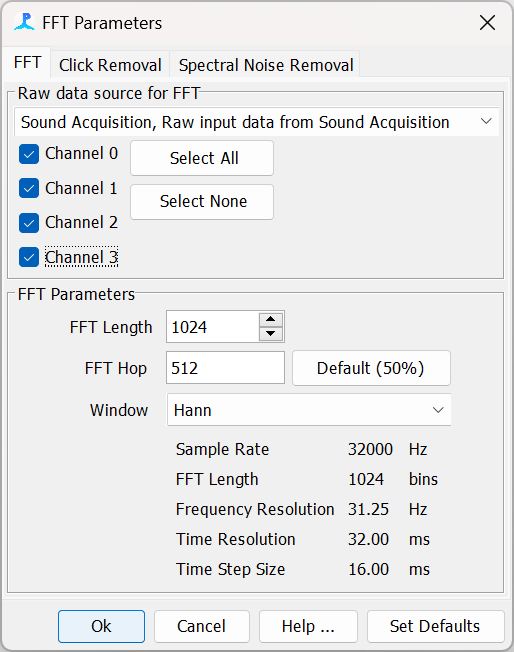 FFT Parameters
FFT Click Removal Spectral Noise Removal
Raw data source for FFT
Sound Acquisition, Raw input data from Sound Acquisition
Channel 0 Select All
Channel 1 Select None
Channel 2
Channel 3
FFT Parameters
FFT Length 1024
FFT Hop 512 Default (50%)
Window Hann
Sample Rate 32000 Hz
FFT Length 1024 bins
Frequency Resolution 31.25 Hz
Time Resolution 32.00 ms
Time Step Size 16.00 ms
Ok Cancel Help ... Set Defaults